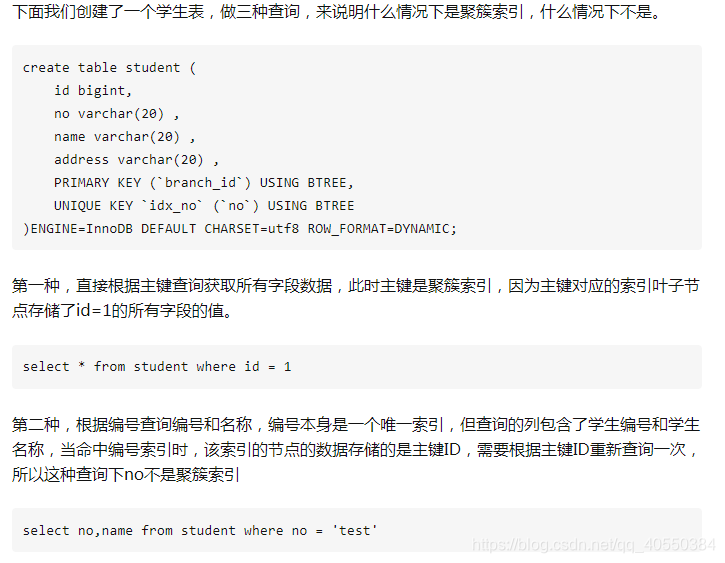 下面我们创建了一个学生表，做三种查询，来说明什么情况下是聚簇索引，什么情况下不是。
create table student (
id bigint,
no varchar(20) ,
name varchar(20) ,
address varchar(20) ,
PRIMARY KEY (`branch_id`) USING BTREE,
UNIQUE KEY `idx_no` (`no`) USING BTREE
)ENGINE=InnoDB DEFAULT CHARSET=utf8 ROW_FORMAT=DYNAMIC;
第一种，直接根据主键查询获取所有字段数据，此时主键是聚簇索引，因为主键对应的索引叶子节
点存储了id=1的所有字段的值。
select * from student where id = 1
第二种，根据编号查询编号和名称，编号本身是一个唯一索引，但查询的列包含了学生编号和学生
名称，当命中编号索引时，该索引的节点的数据存储的是主键ID，需要根据主键ID重新查询一次，
所以这种查询下no不是聚簇索引
select no,name from student where no = 'test'
https://blog.csdn.net/qq_40550384